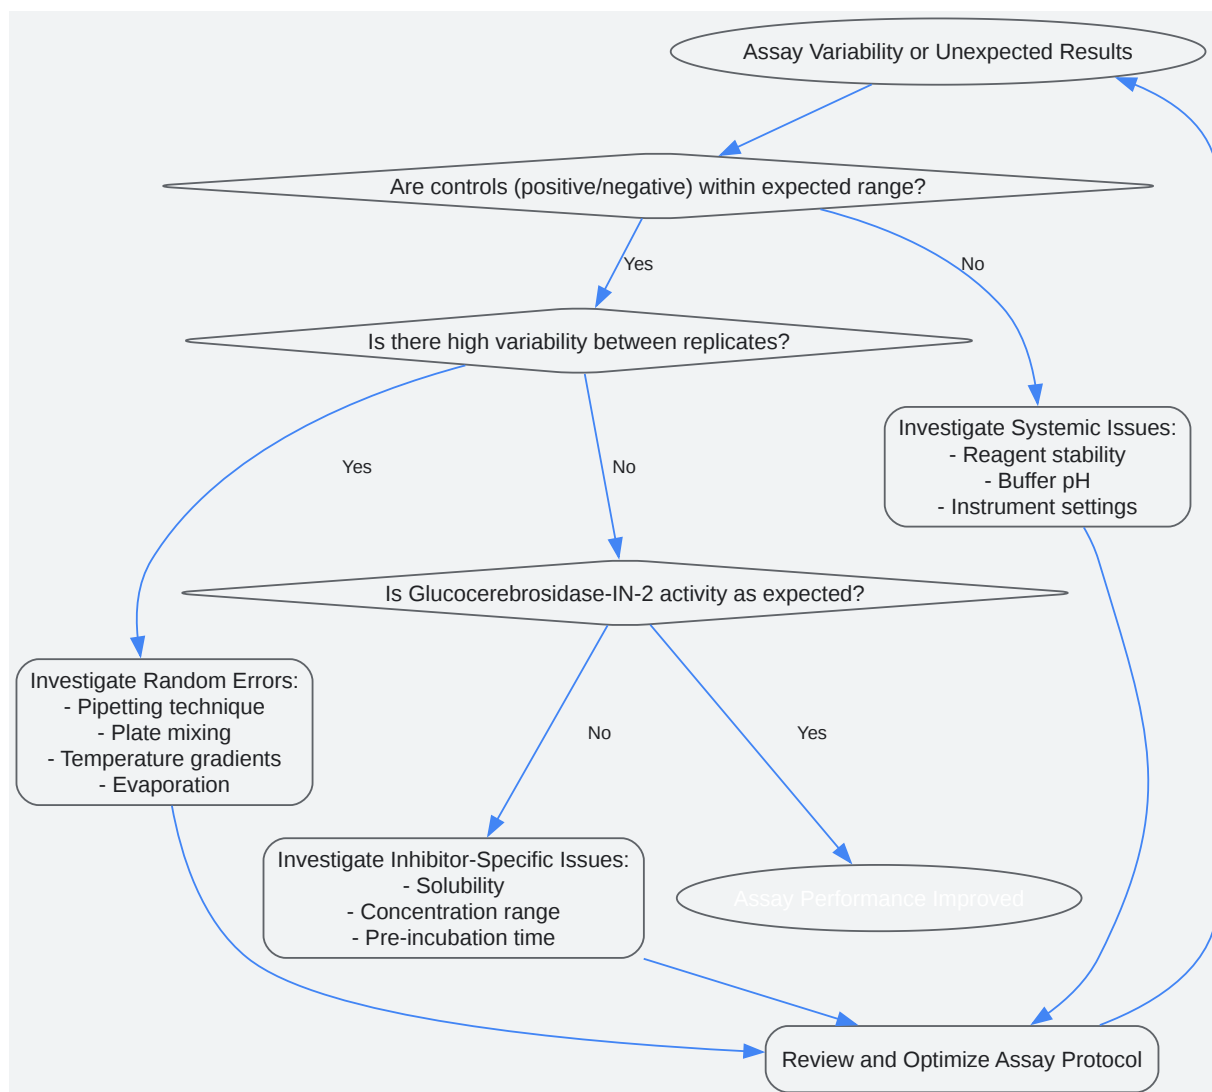 Assay Variability or Unexpected Results
Are controls (positive/negative) within expected range?
Yes
No
Is there high variability between replicates?
Investigate Systemic Issues:
- Reagent stability
- Buffer pH
- Instrument settings
Yes
No
Is Glucocerebrosidase-IN-2 activity as expected?
Investigate Random Errors:
- Pipetting technique
- Plate mixing
- Temperature gradients
- Evaporation
No
Yes
Investigate Inhibitor-Specific Issues:
- Solubility
- Concentration range
- Pre-incubation time
Assay Performance Improved
Review and Optimize Assay Protocol